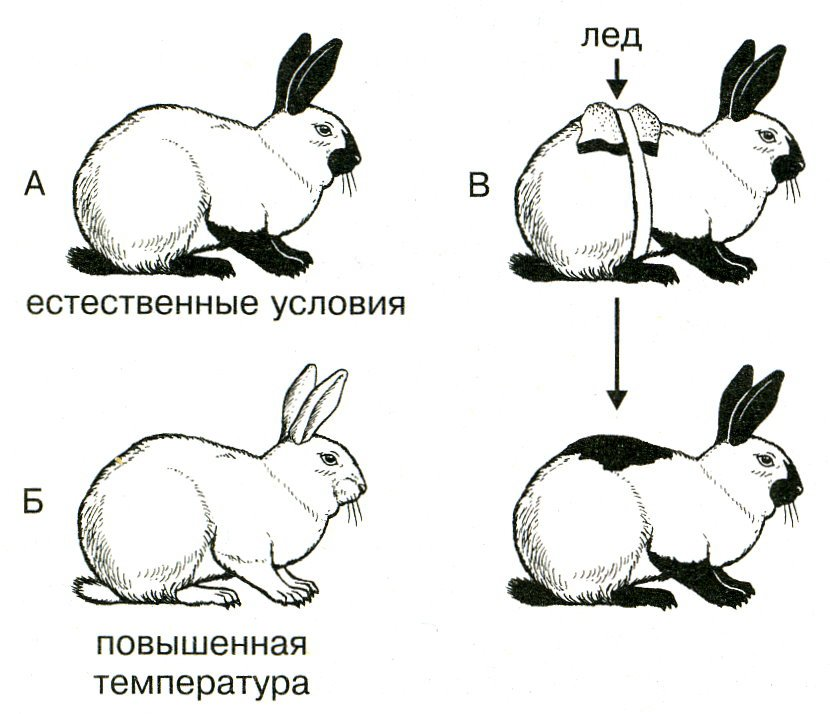 А
естественные условия
Б
повышенная
температура
лед
В